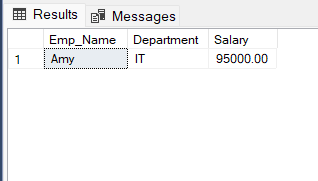 Results Messages
Emp_Name Department Salary
1 Amy IT 95000.00